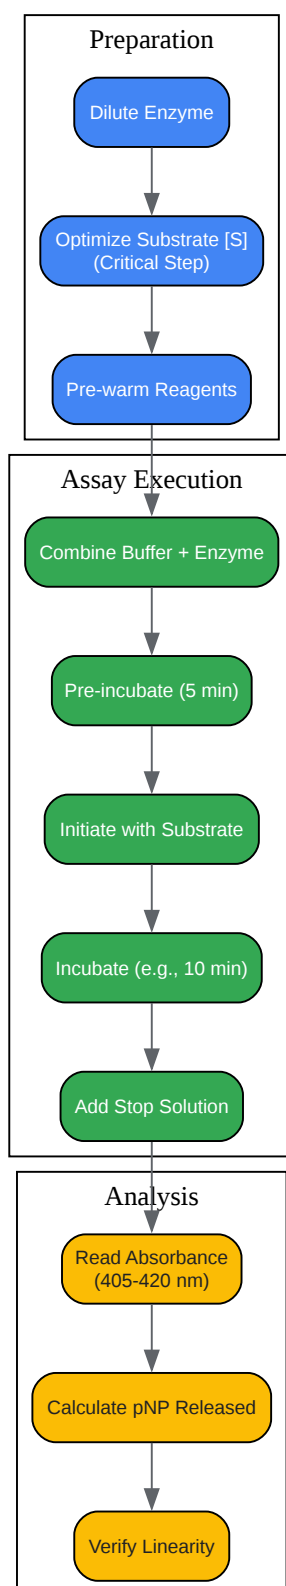 Preparation
Dilute Enzyme
Optimize Substrate [S]
(Critical Step)
Pre-warm Reagents
Assay Execution
Combine Buffer + Enzyme
Pre-incubate (5 min)
Initiate with Substrate
Incubate (e.g., 10 min)
Add Stop Solution
Analysis
Read Absorbance
(405-420 nm)
Calculate pNP Released
Verify Linearity